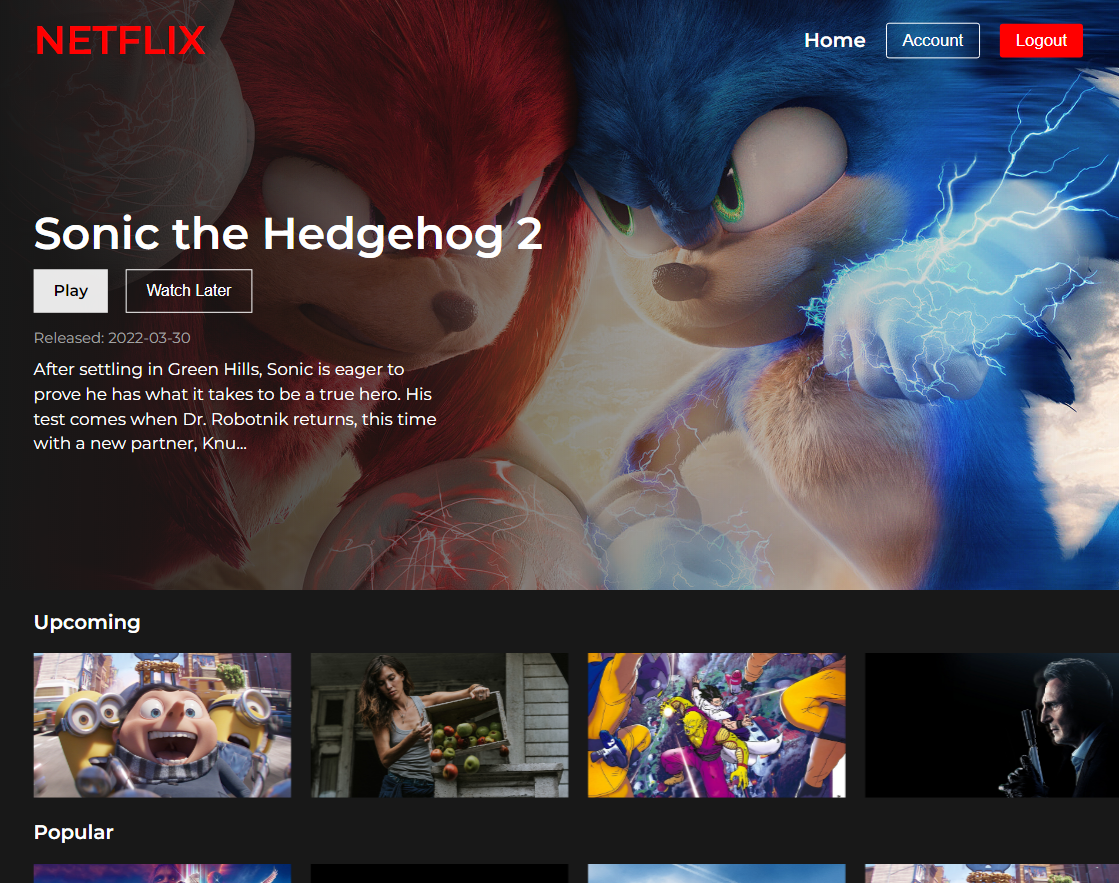 NETFLIX
Home
Account
Logout
Sonic the Hedgehog 2
Play
Watch Later
Released: 2022-03-30
After settling in Green Hills, Sonic is eager to
prove he has what it takes to be a true hero. His
test comes when Dr. Robotnik returns, this time
with a new partner, Knu...
Upcoming
Popular